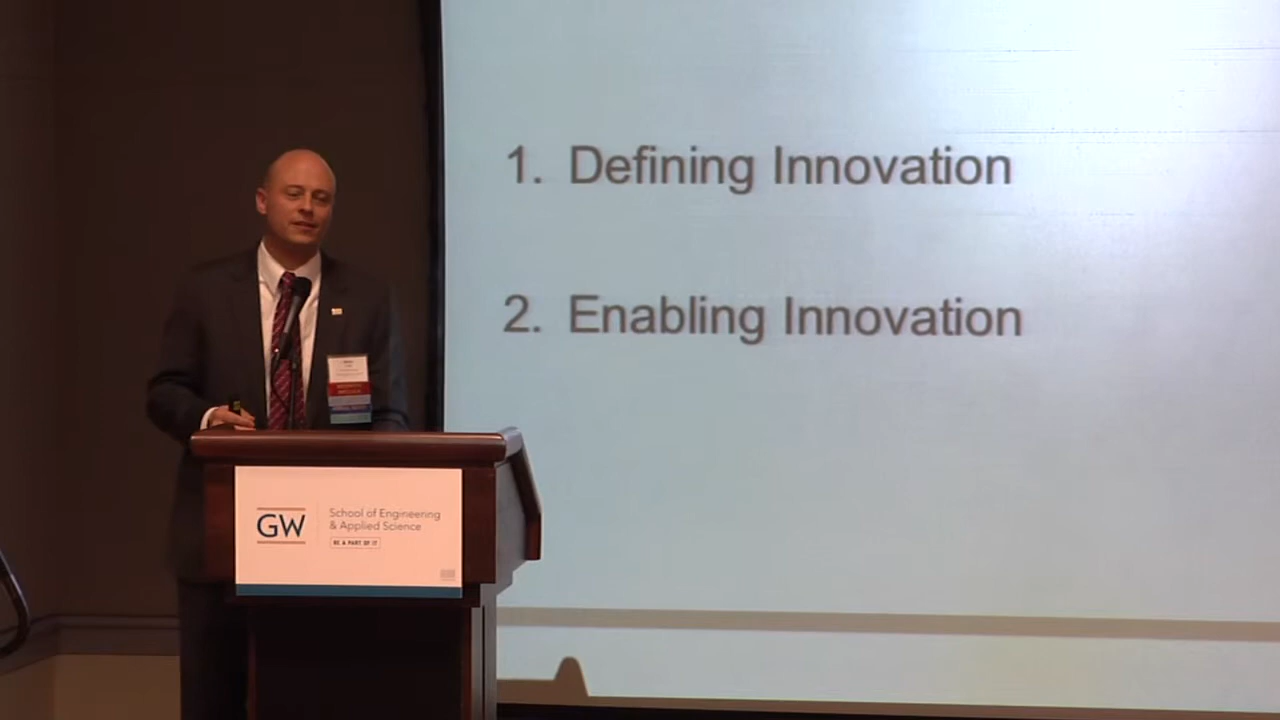 1. Defining Innovation
2. Enabling Innovation
GW
School of Engineering
& Applied Science
BE A PART OF IT